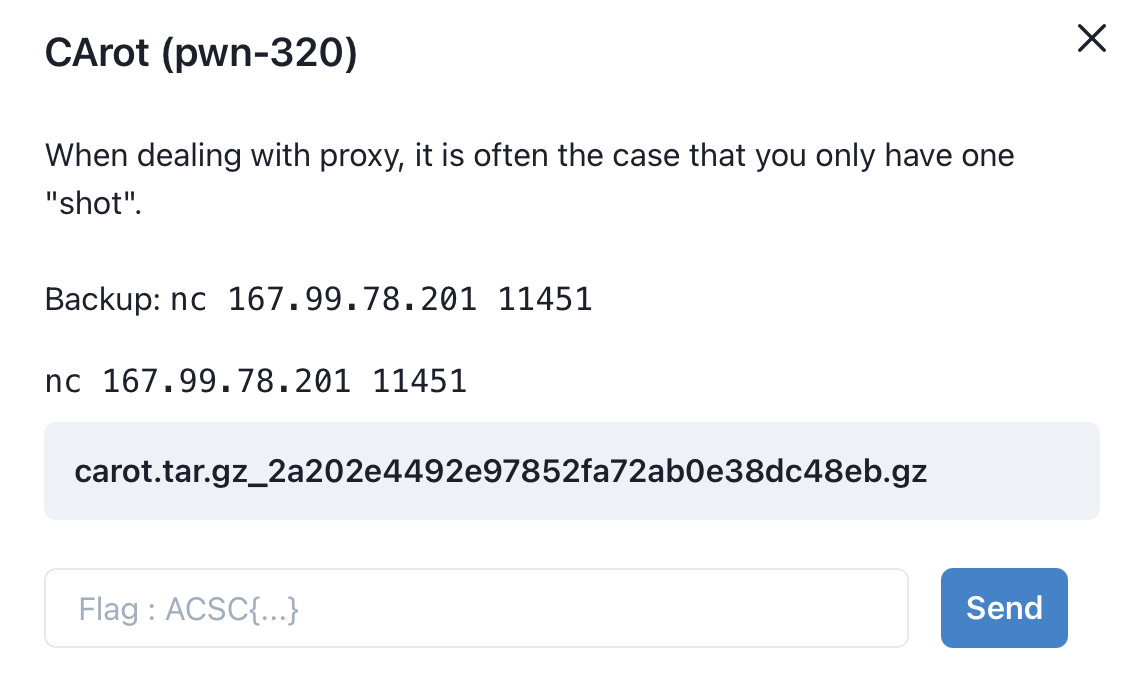 CArot (pwn-320)
When dealing with proxy, it is often the case that you only have one
"shot".
Backup: nc 167.99.78.201 11451
nc 167.99.78.201 11451
carot.tar.gz_2a202e4492e97852fa72ab0e38dc48eb.gz
Flag : ACSC{...}
Send